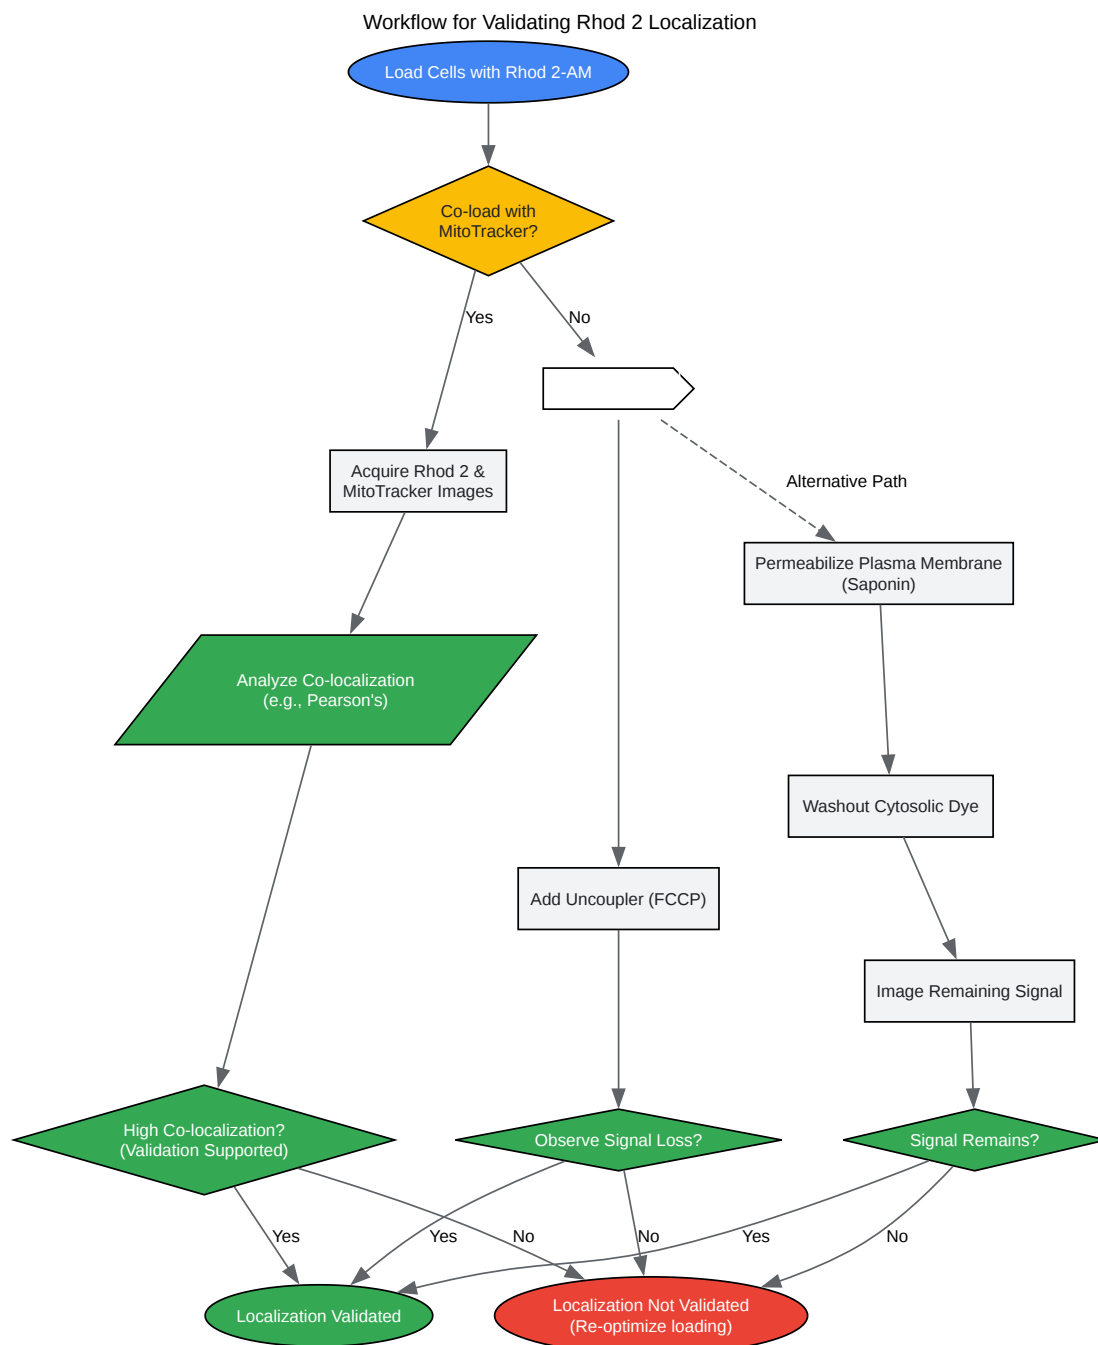 Workflow for Validating Rhod 2 Localization
Load Cells with Rhod 2-AM
Co-load with
MitoTracker?
Yes
No
Alternative Path
Acquire Rhod 2 &
MitoTracker Images
Permeabilize Plasma Membrane
(Saponin)
Analyze Co-localization
(e.g., Pearson's)
Washout Cytosolic Dye
Add Uncoupler (FCCP)
Image Remaining Signal
High Co-localization?
(Validation Supported)
Observe Signal Loss?
Signal Remains?
Yes
Yes
No
No
Yes
No
Localization Validated
Localization Not Validated
(Re-optimize loading)